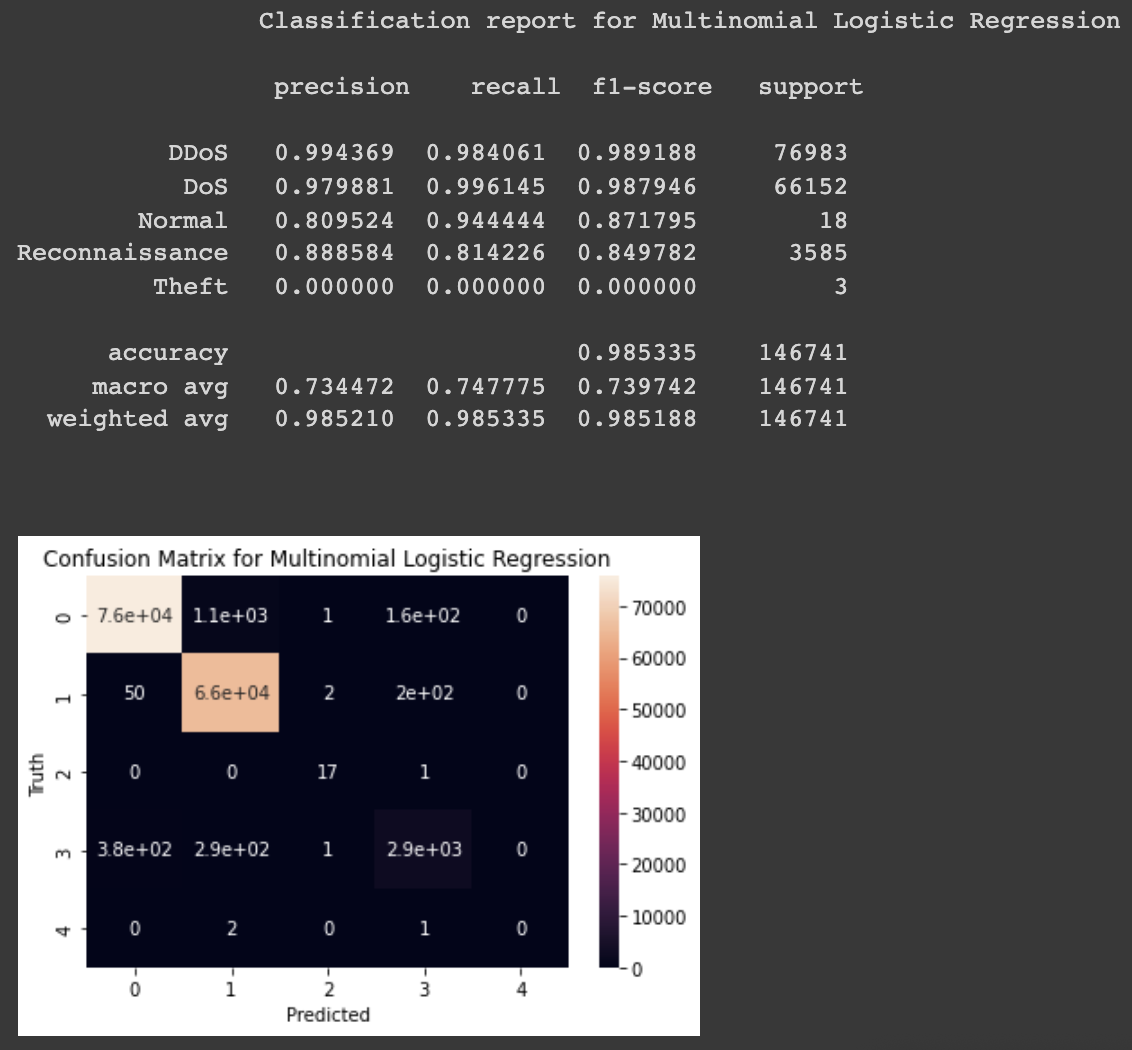 Classification report for Multinomial Logistic Regression
precision recall f1-score support
DDoS 0.994369 0.984061 0.989188 76983
DoS 0.979881 0.996145 0.987946 66152
Normal 0.809524 0.944444 0.871795 18
Reconnaissance 0.888584 0.814226 0.849782 3585
Theft 0.000000 0.000000 0.000000 3
accuracy 0.985335 146741
macro avg 0.734472 0.747775 0.739742 146741
weighted avg 0.985210 0.985335 0.985188 146741
Confusion Matrix for Multinomial Logistic Regression
0 7.6e+04 1.1e+03 1 1.6e+02 0
1 50 6.6e+04 2 2e+02 0
2 0 0 17 1 0
3 3.8e+02 2.9e+02 1 2.9e+03 0
4 0 2 0 1 0
0 1 2 3 4
Predicted
Truth
70000
60000
50000
40000
30000
20000
10000
0